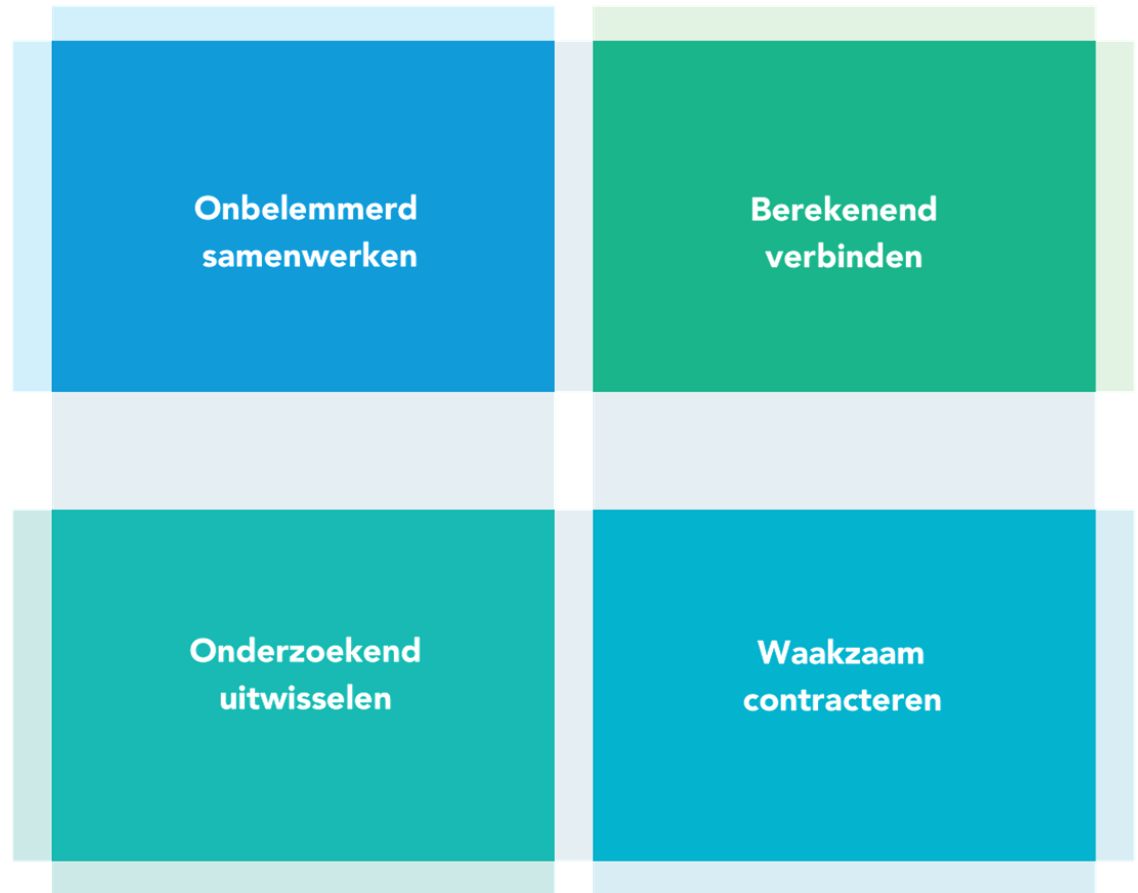 Onbelemmerd
samenwerken
Berekenend
verbinden
Onderzoekend
uitwisselen
Waakzaam
contracteren